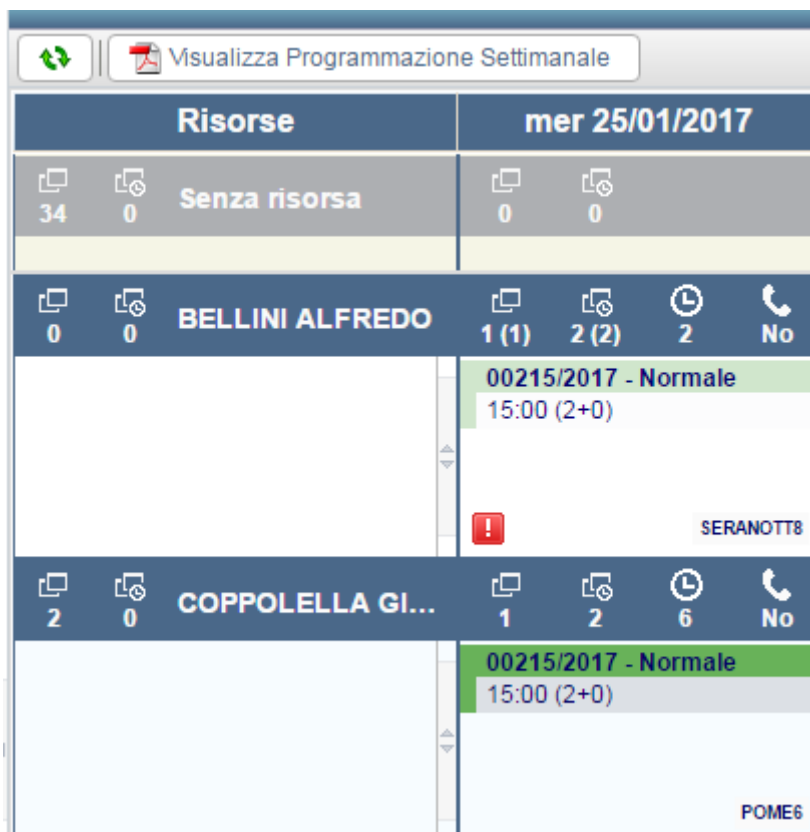 Visualizza Programmazione Settimanale
Risorse mer 25/01/2017
34 0 Senza risorsa 0 0
0 0 BELLINI ALFREDO 1 (1) 2 (2) 2 No
00215/2017 - Normale
15:00 (2+0)
SERANOTT8
2 0 COPPOLELLA GI... 1 2 6 No
00215/2017 - Normale
15:00 (2+0)
POME6